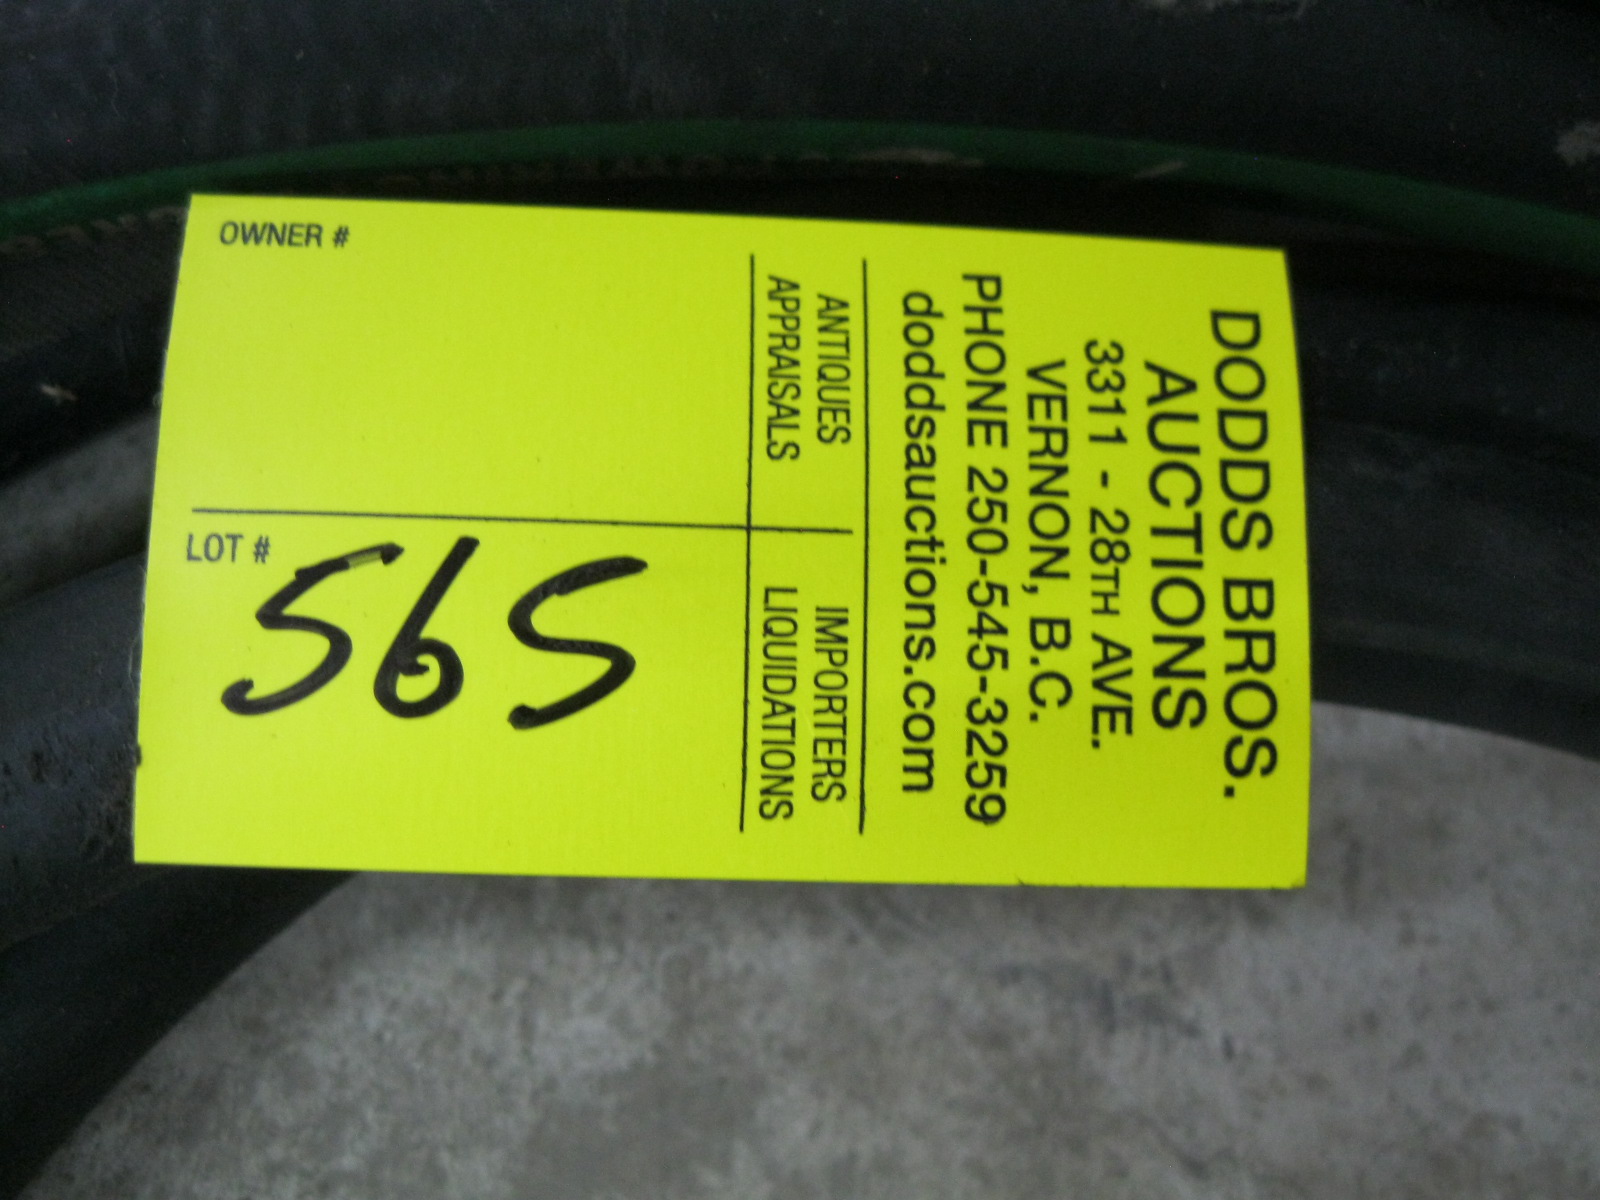 DODDS BROS.
AUCTIONS
3311 - 28TH AVE.
VERNON, B.C.
PHONE 250-545-3259
doddsauctions.com
ANTIQUES IMPORTERS
APPRAISALS LIQUIDATIONS
OWNER #
LOT # 565